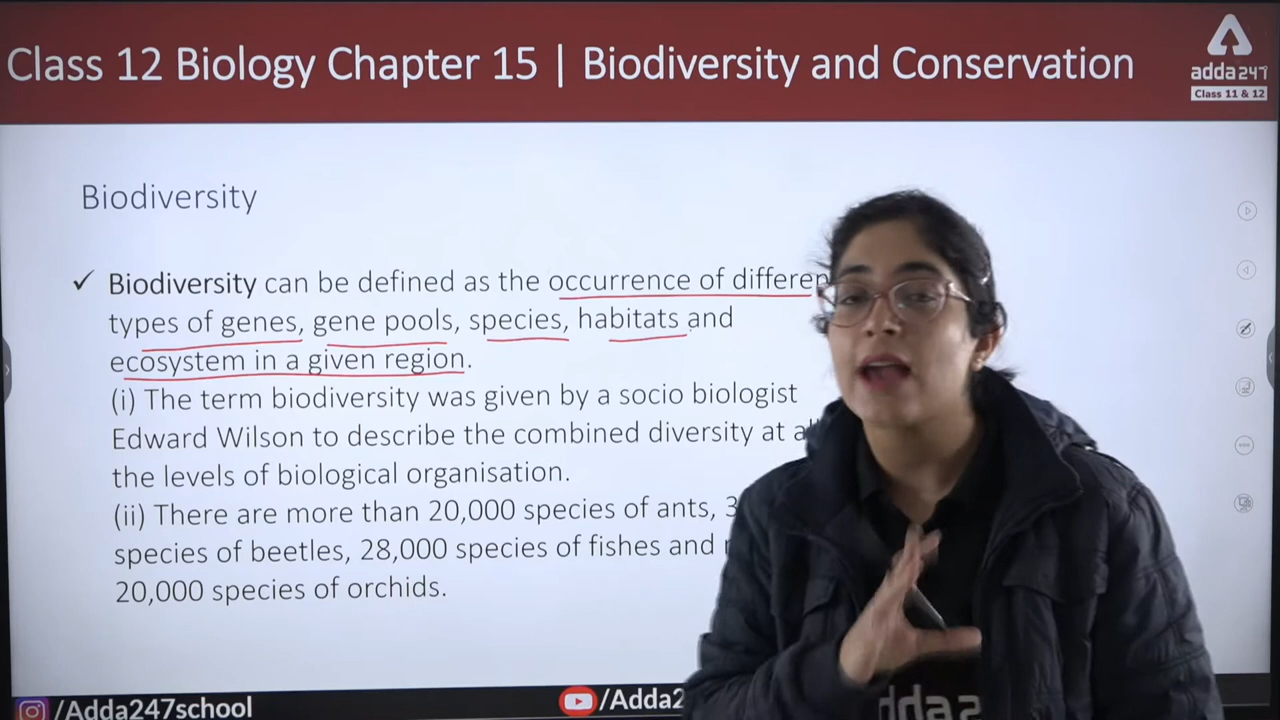 Class 12 Biology Chapter 15 | Biodiversity and Conservation
adda247
Class 11 & 12
Biodiversity
✓ Biodiversity can be defined as the occurrence of differen
types of genes, gene pools, species, habitats and
ecosystem in a given region.
(i) The term biodiversity was given by a socio biologist
Edward Wilson to describe the combined diversity at al
the levels of biological organisation.
(ii) There are more than 20,000 species of ants, 3
species of beetles, 28,000 species of fishes and
20,000 species of orchids.
/Adda247school
/Adda2
dda2